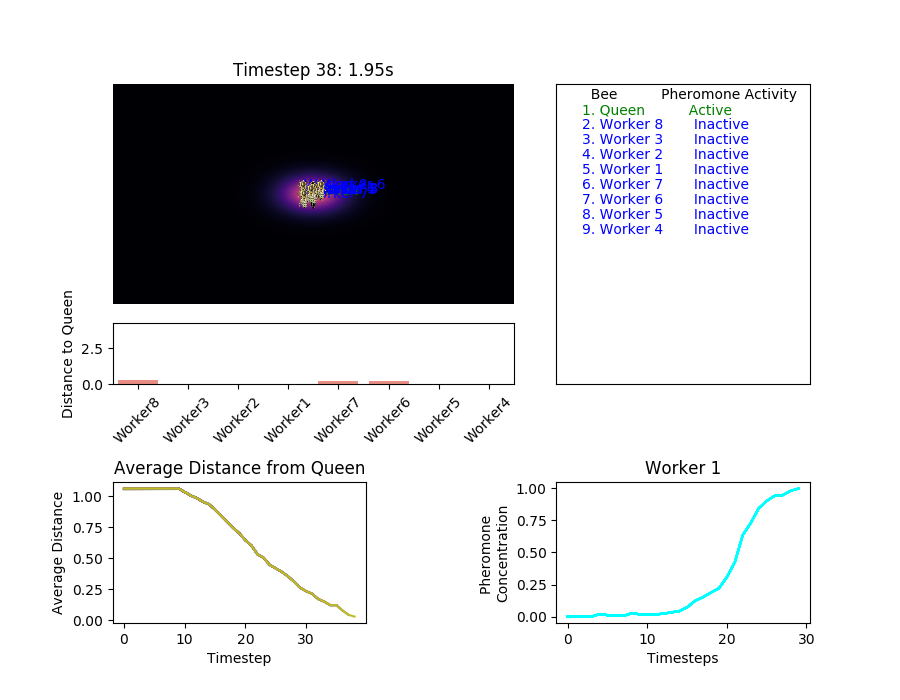 Timestep 38: 1.95s
Bee Pheromone Activity
1. Queen Active
2. Worker 8 Inactive
3. Worker 3 Inactive
4. Worker 2 Inactive
5. Worker 1 Inactive
6. Worker 7 Inactive
7. Worker 6 Inactive
8. Worker 5 Inactive
9. Worker 4 Inactive
Distance to Queen
2.5
0.0
Worker8 Worker3 Worker2 Worker1 Worker7 Worker6 Worker5 Worker4
Average Distance from Queen
Average Distance
1.00
0.75
0.50
0.25
0.00
0 10 20 30
Timestep
Worker 1
Pheromone
Concentration
1.00
0.75
0.50
0.25
0.00
0 10 20 30
Timesteps